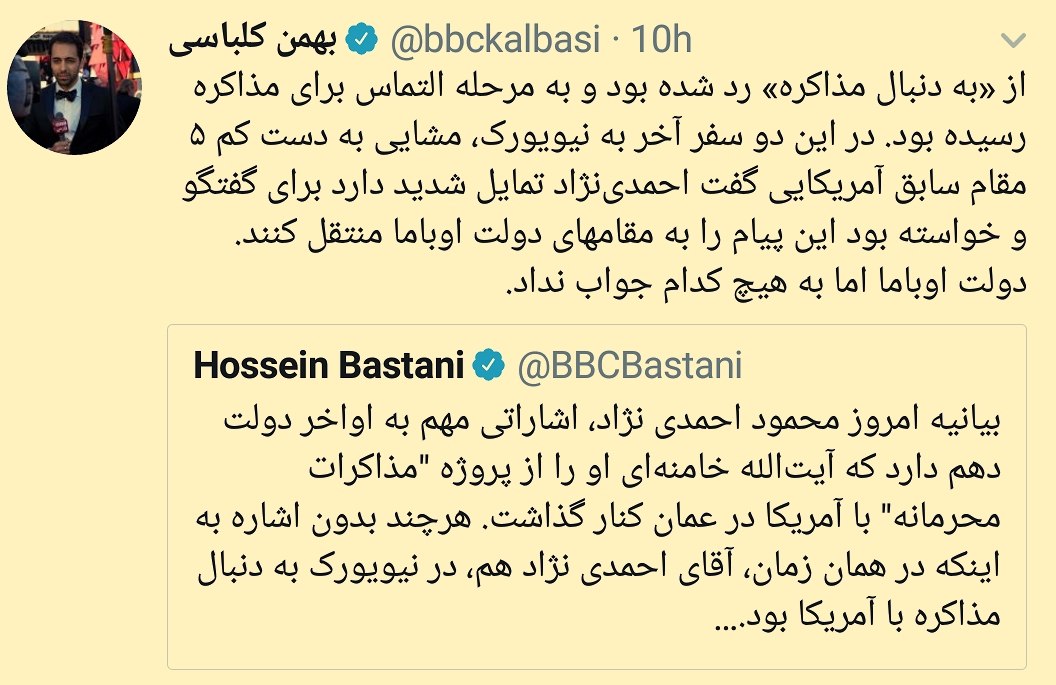 بهمن کلباسی @bbckalbasi · 10h
از «به دنبال مذاکره» رد شده بود و به مرحله التماس برای مذاکره
رسیده بود. در این دو سفر آخر به نیویورک، مشایی به دست کم ۵
مقام سابق آمریکایی گفت احمدی‌نژاد تمایل شدید دارد برای گفتگو
و خواسته بود این پیام را به مقامهای دولت اوباما منتقل کنند.
دولت اوباما اما به هیچ کدام جواب نداد.
Hossein Bastani @BBCBastani
بیانیه امروز محمود احمدی نژاد، اشاراتی مهم به اواخر دولت
دهم دارد که آیت‌الله خامنه‌ای او را از پروژه "مذاکرات
محرمانه" با آمریکا در عمان کنار گذاشت. هرچند بدون اشاره به
اینکه در همان زمان، آقای احمدی نژاد هم، در نیویورک به دنبال
مذاکره با آمریکا بود....